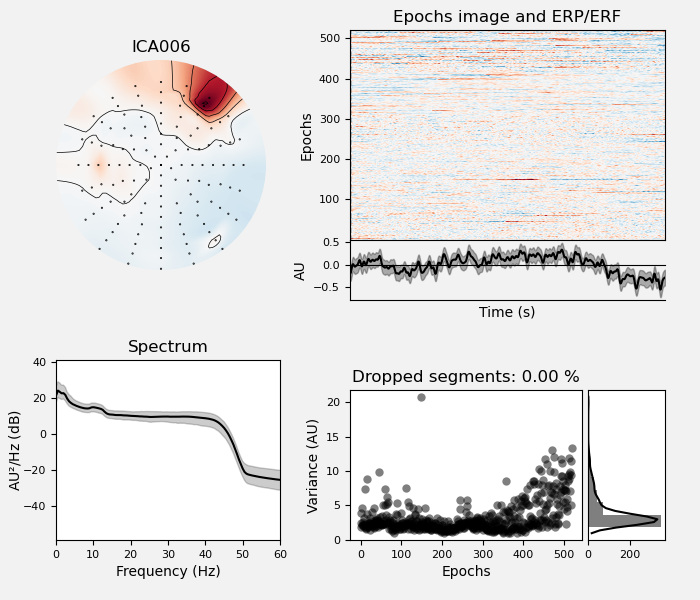 ICA006
Epochs image and ERP/ERF
Epochs
500
400
300
200
100
AU
0.5
0.0
−0.5
Time (s)
Spectrum
AU²/Hz (dB)
40
20
0
−20
−40
0 10 20 30 40 50 60
Frequency (Hz)
Dropped segments: 0.00 %
Variance (AU)
20
15
10
5
0
0 100 200 300 400 500
Epochs
0 200